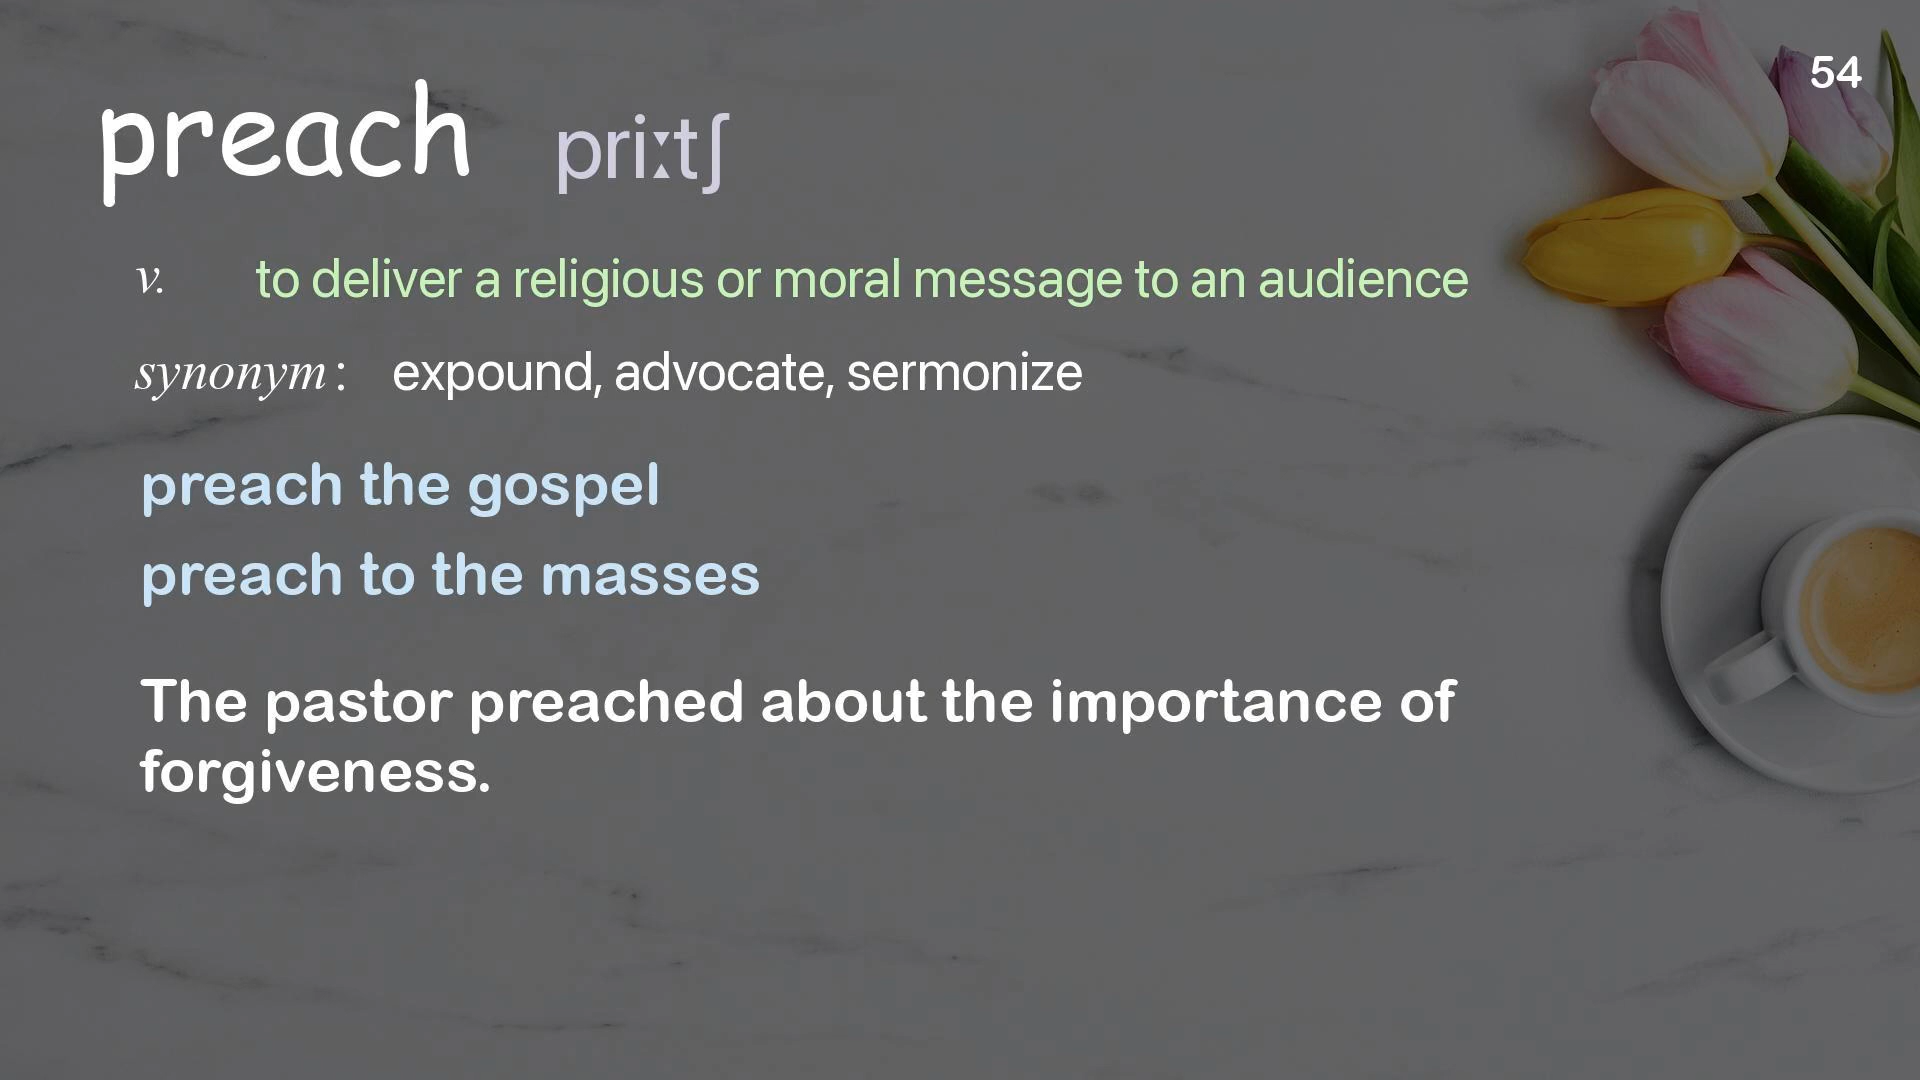 54
preach priːtʃ
v. to deliver a religious or moral message to an audience
synonym : expound, advocate, sermonize
preach the gospel
preach to the masses
The pastor preached about the importance of
forgiveness.